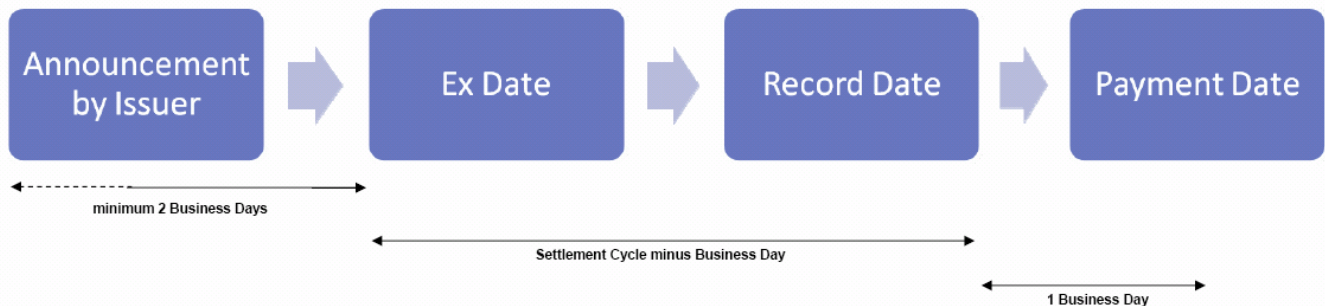 Announcement
by Issuer
Ex Date
Record Date
Payment Date
minimum 2 Business Days
Settlement Cycle minus Business Day
1 Business Day